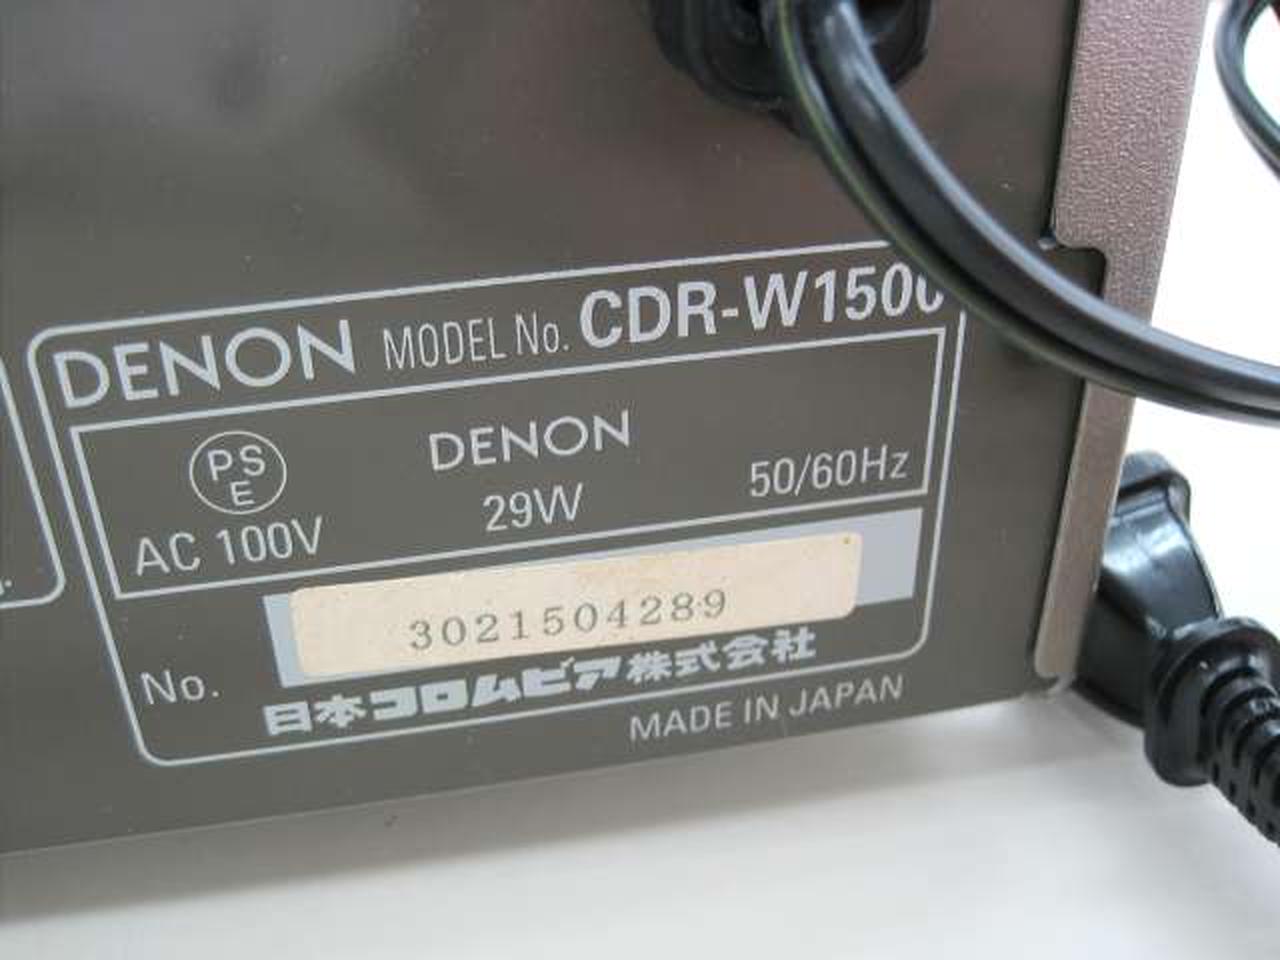 DENON MODEL No. CDR-W1500
PS
E
DENON
AC 100V 29W 50/60Hz
No. 3021504289
日本コロムビア株式会社
MADE IN JAPAN